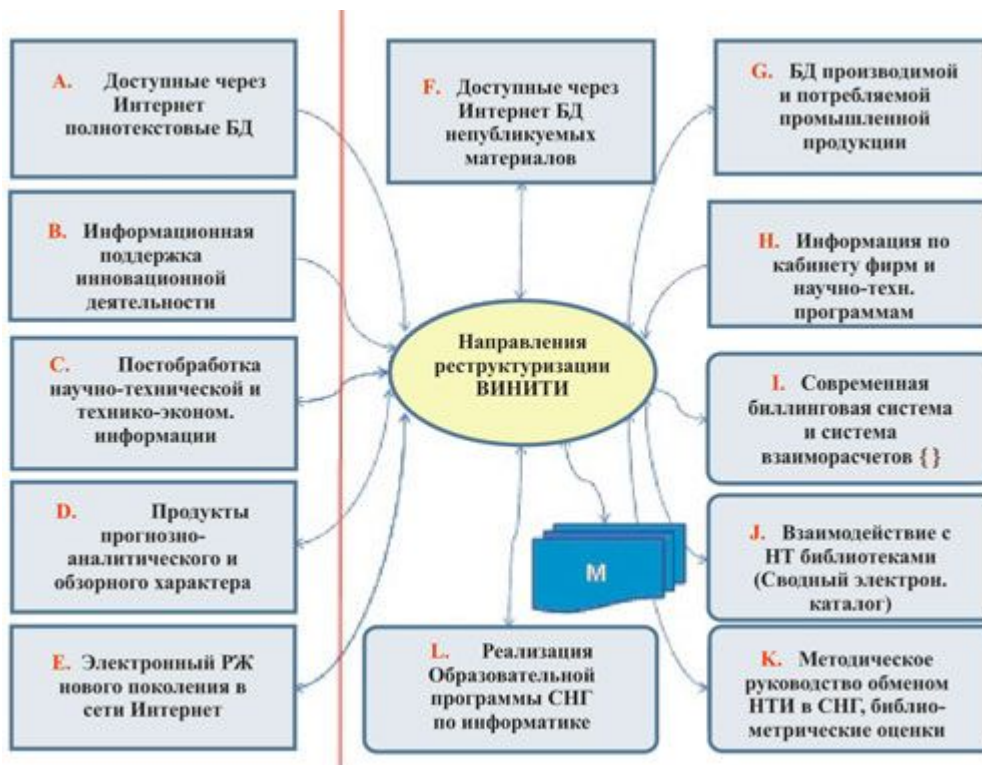 A. Доступные через
Интернет
полнотекстовые БД
B. Информационная
поддержка
инновационной
деятельности
C. Постобработка
научно-технической и
технико-эконом.
информации
D. Продукты
прогнозно-
аналитического и
обзорного характера
E. Электронный РЖ
нового поколения в
сети Интернет
F. Доступные через
Интернет БД
непубликуемых
материалов
Направления
реструктуризации
ВИНИТИ
M
L. Реализация
Образовательной
программы СНГ
по информатике
G. БД производимой
и потребляемой
промышленной
продукции
H. Информация по
кабинету фирм и
научно-техн.
программам
I. Современная
биллинговая система
и система
взаиморасчетов { }
J. Взаимодействие с
НТ библиотеками
(Сводный электрон.
каталог)
K. Методическое
руководство обменом
НТИ в СНГ, библио-
метрические оценки